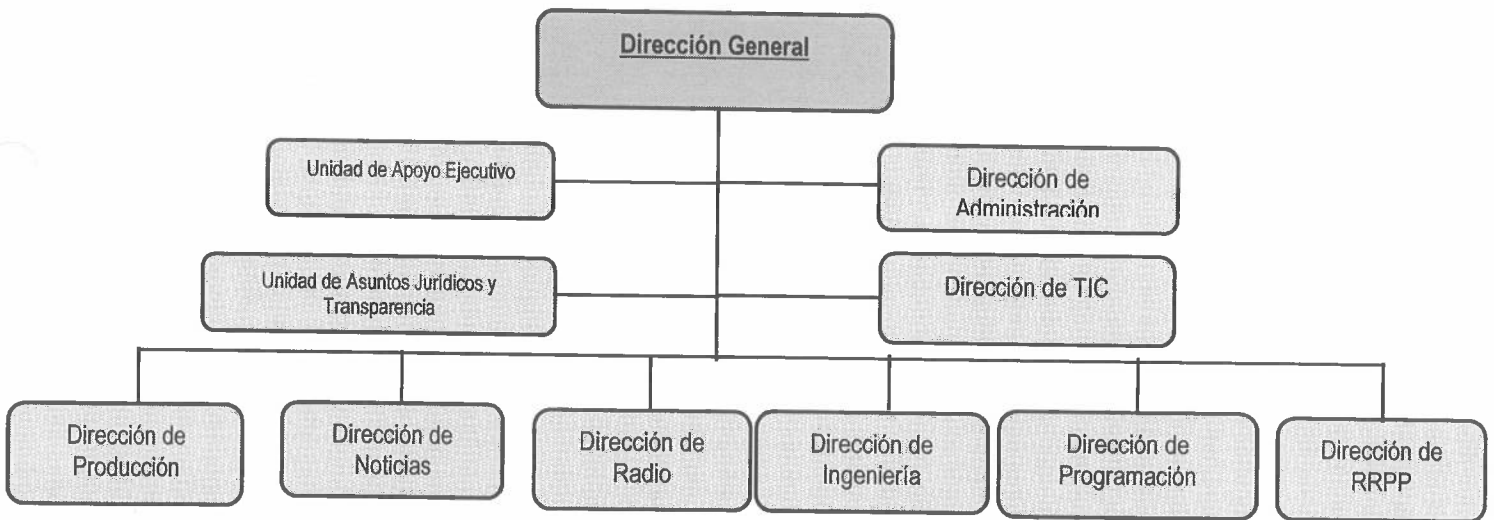 Dirección General
Unidad de Apoyo Ejecutivo
Dirección de
Administración
Unidad de Asuntos Jurídicos y
Transparencia
Dirección de TIC
Dirección de
Producción
Dirección de
Noticias
Dirección de
Radio
Dirección de
Ingeniería
Dirección de
Programación
Dirección de
RRPP